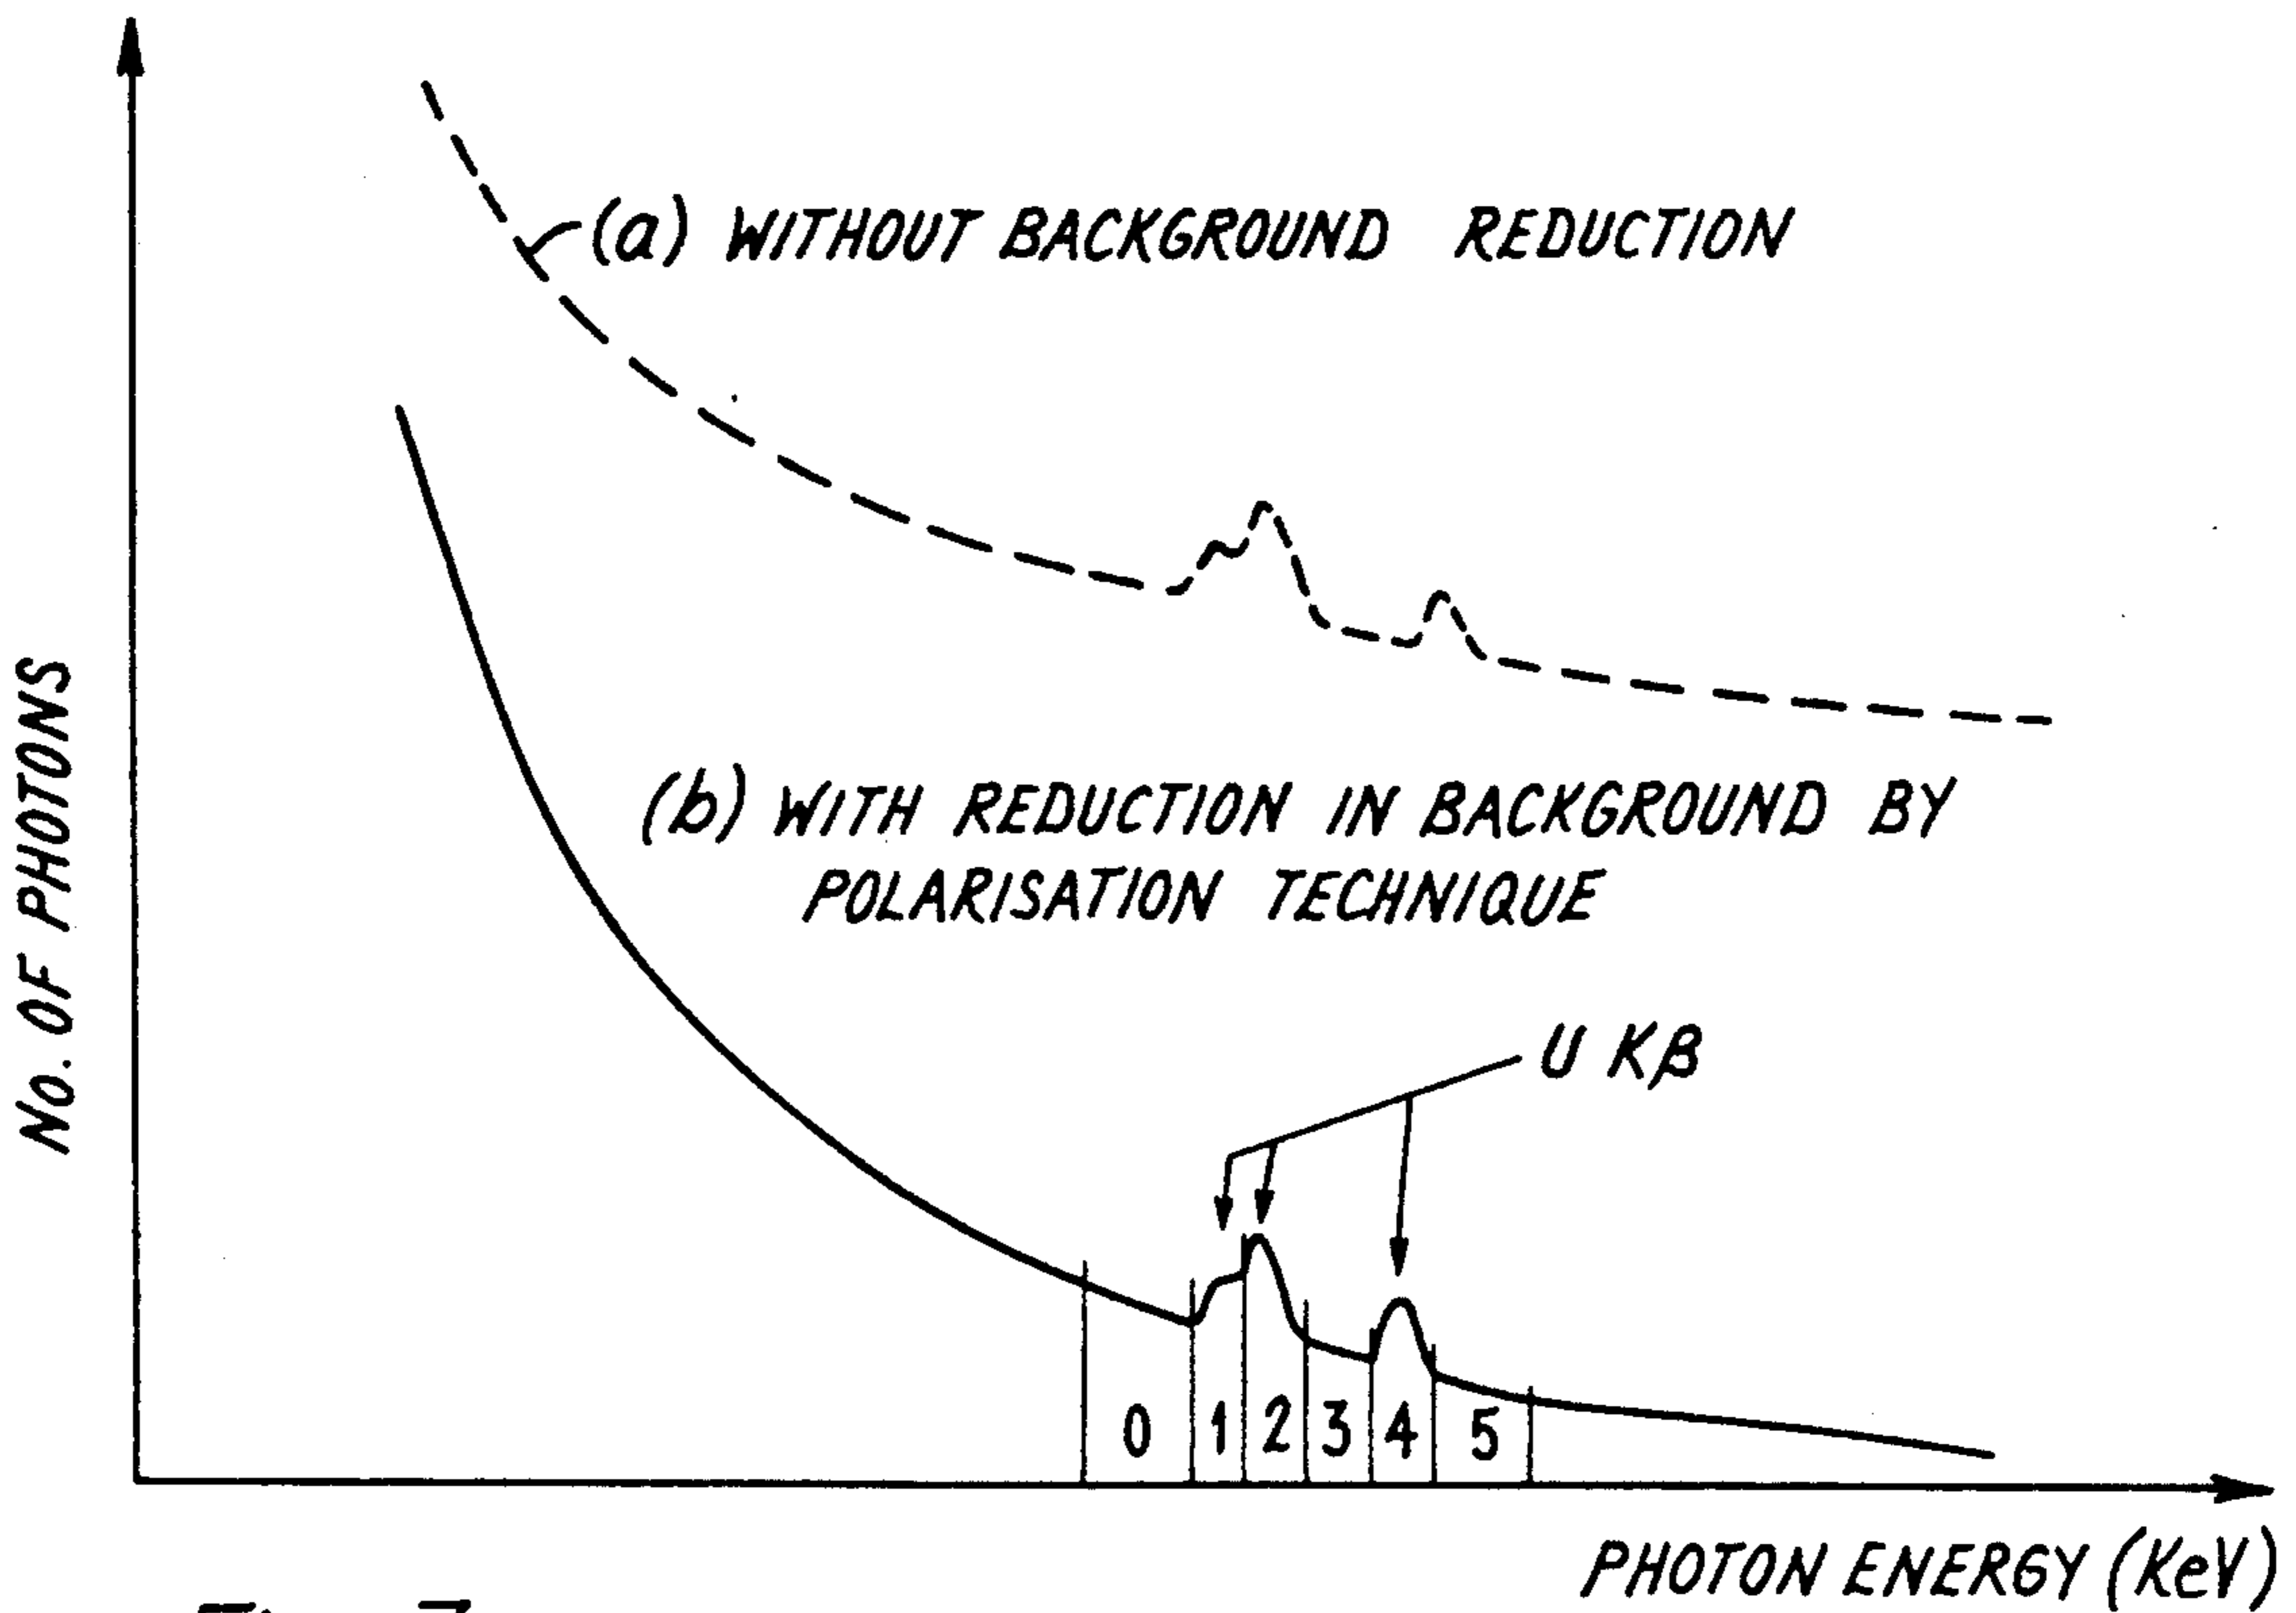 (a) WITHOUT BACKGROUND REDUCTION
No. OF PHOTONS
(b) WITH REDUCTION IN BACKGROUND BY
POLARISATION TECHNIQUE
U Kβ
0 1 2 3 4 5
PHOTON ENERGY (KeV)